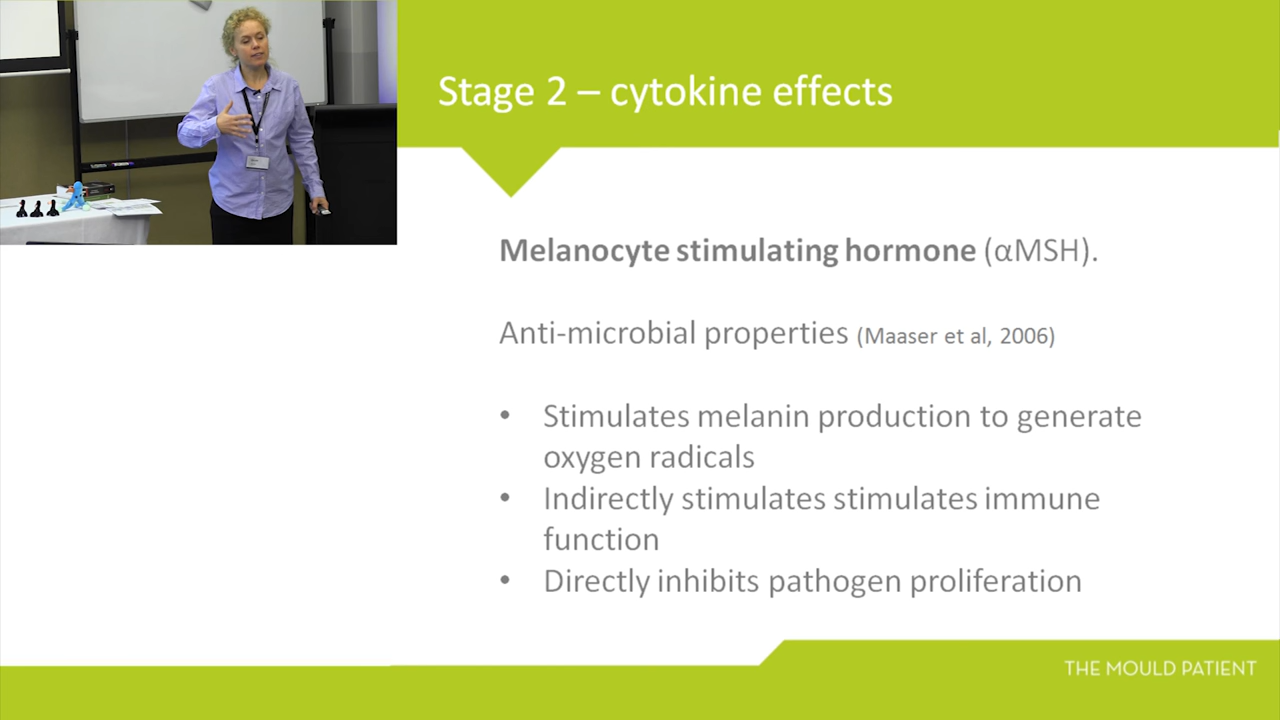 Stage 2 – cytokine effects
Melanocyte stimulating hormone (αMSH).
Anti-microbial properties (Maaser et al, 2006)
• Stimulates melanin production to generate
oxygen radicals
• Indirectly stimulates stimulates immune
function
• Directly inhibits pathogen proliferation
THE MOULD PATIENT